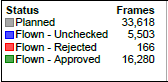 Status Frames
Planned 33,618
Flown - Unchecked 5,503
Flown - Rejected 166
Flown - Approved 16,280